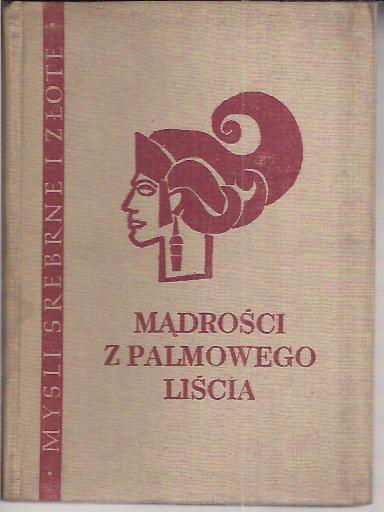 · MYŚLI SREBRNE I ZŁOTE ·
MĄDROŚCI
Z PALMOWEGO
LIŚCIA